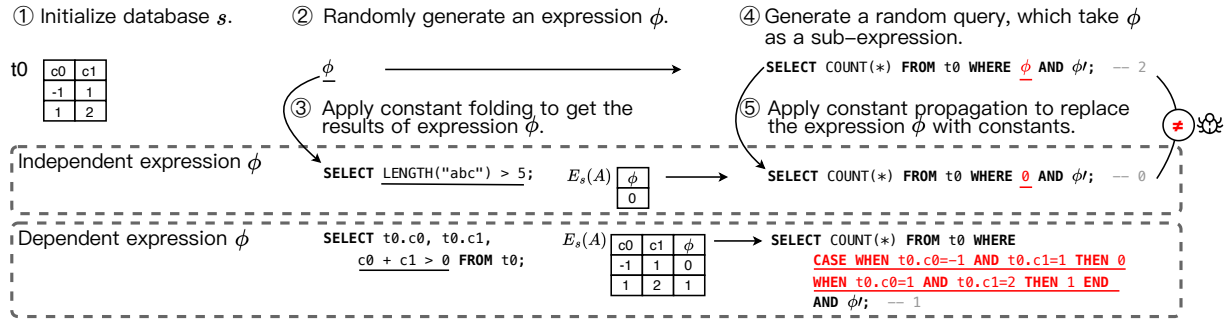 ① Initialize database s.
② Randomly generate an expression ϕ.
④ Generate a random query, which take ϕ
as a sub-expression.
t0
c0 c1
-1 1
1 2
ϕ
SELECT COUNT(*) FROM t0 WHERE ϕ AND ϕ′; -- 2
③ Apply constant folding to get the
results of expression ϕ.
⑤ Apply constant propagation to replace
the expression ϕ with constants.
≠
Independent expression ϕ
SELECT LENGTH("abc") > 5;
E_s(A)
ϕ
0
SELECT COUNT(*) FROM t0 WHERE 0 AND ϕ′; -- 0
Dependent expression ϕ
SELECT t0.c0, t0.c1,
c0 + c1 > 0 FROM t0;
E_s(A)
c0 c1 ϕ
-1 1 0
1 2 1
SELECT COUNT(*) FROM t0 WHERE
CASE WHEN t0.c0=-1 AND t0.c1=1 THEN 0
WHEN t0.c0=1 AND t0.c1=2 THEN 1 END
AND ϕ′; -- 1